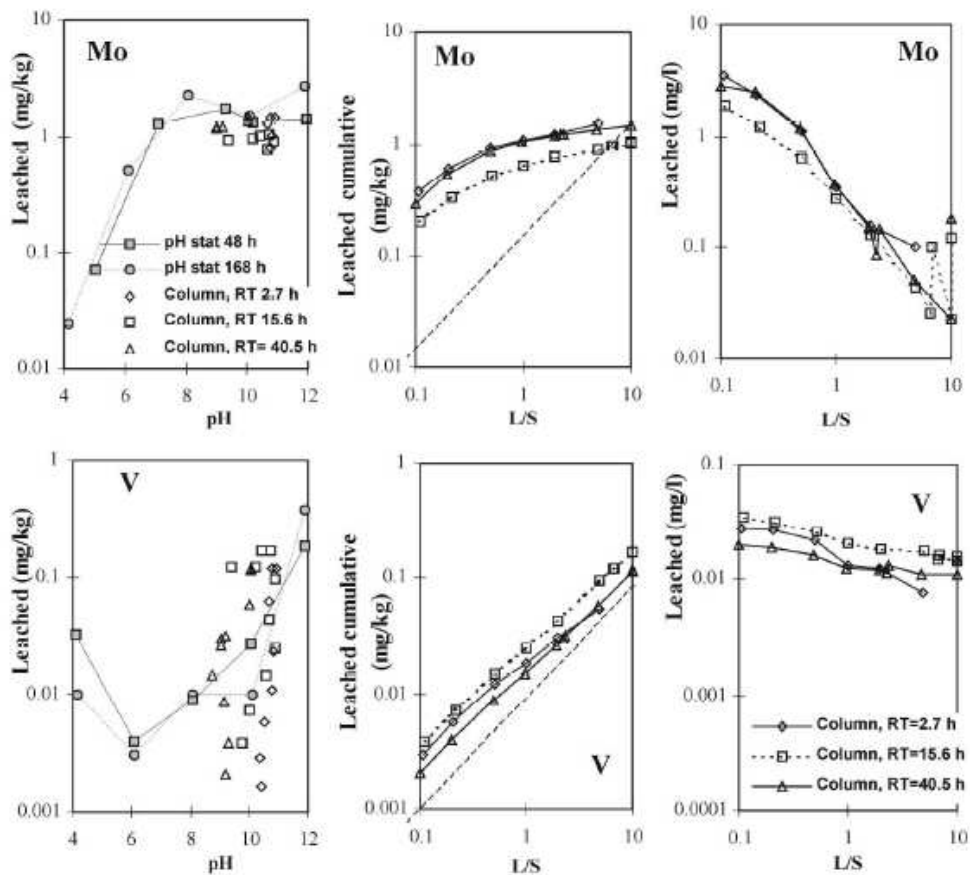 Mo
Leached (mg/kg)
10
1
0.1
0.01
4
6
8
10
12
pH
pH stat 48 h
pH stat 168 h
Column, RT 2.7 h
Column, RT 15.6 h
Column, RT= 40.5 h
Mo
Leached cumulative
(mg/kg)
10
1
0.1
0.01
0.1
1
10
L/S
Mo
Leached (mg/l)
10
1
0.1
0.01
0.1
1
10
L/S
V
Leached (mg/kg)
1
0.1
0.01
0.001
4
6
8
10
12
pH
V
Leached cumulative
(mg/kg)
1
0.1
0.01
0.001
0.1
1
10
L/S
V
Leached (mg/l)
0.1
0.01
0.001
0.0001
0.1
1
10
L/S
Column, RT=2.7 h
Column, RT=15.6 h
Column, RT=40.5 h